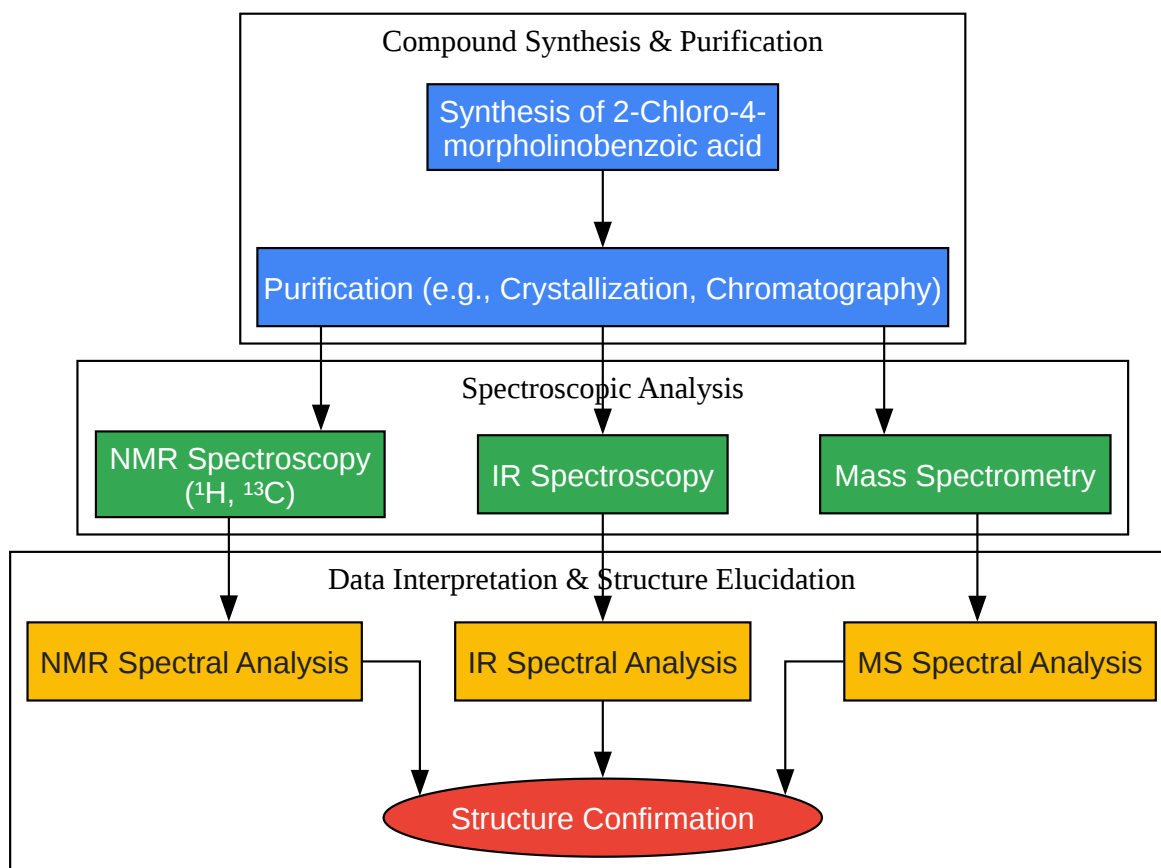 Compound Synthesis & Purification
Synthesis of 2-Chloro-4-
morpholinobenzoic acid
Purification (e.g., Crystallization, Chromatography)
Spectroscopic Analysis
NMR Spectroscopy
(¹H, ¹³C)
IR Spectroscopy
Mass Spectrometry
Data Interpretation & Structure Elucidation
NMR Spectral Analysis
IR Spectral Analysis
MS Spectral Analysis
Structure Confirmation